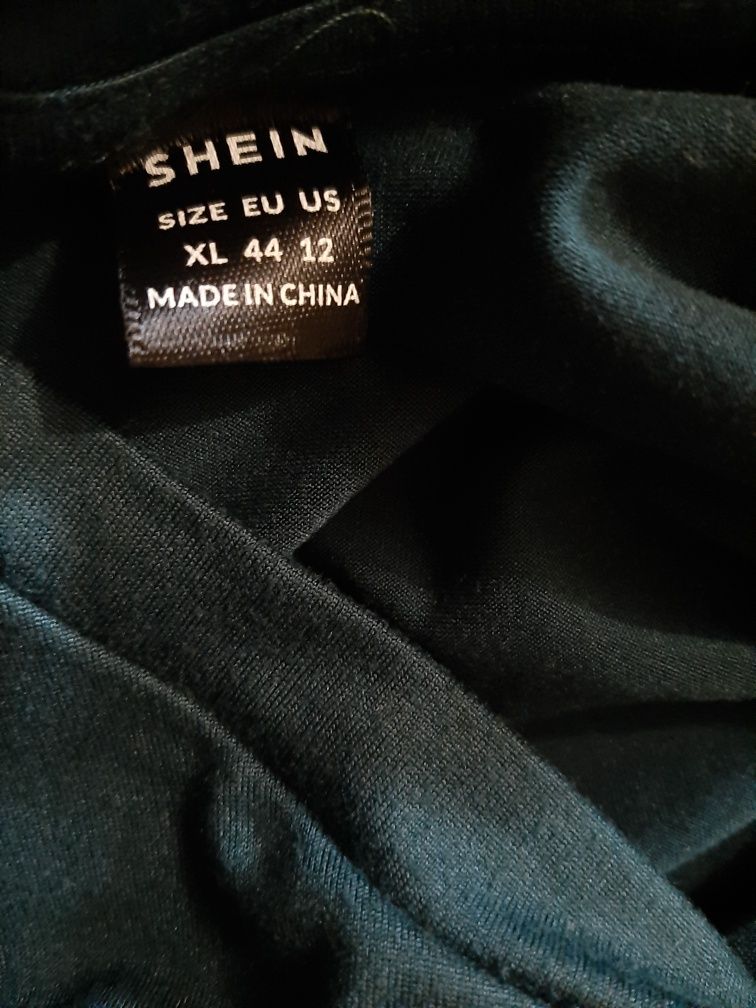 SHEIN
SIZE EU US
XL 44 12
MADE IN CHINA